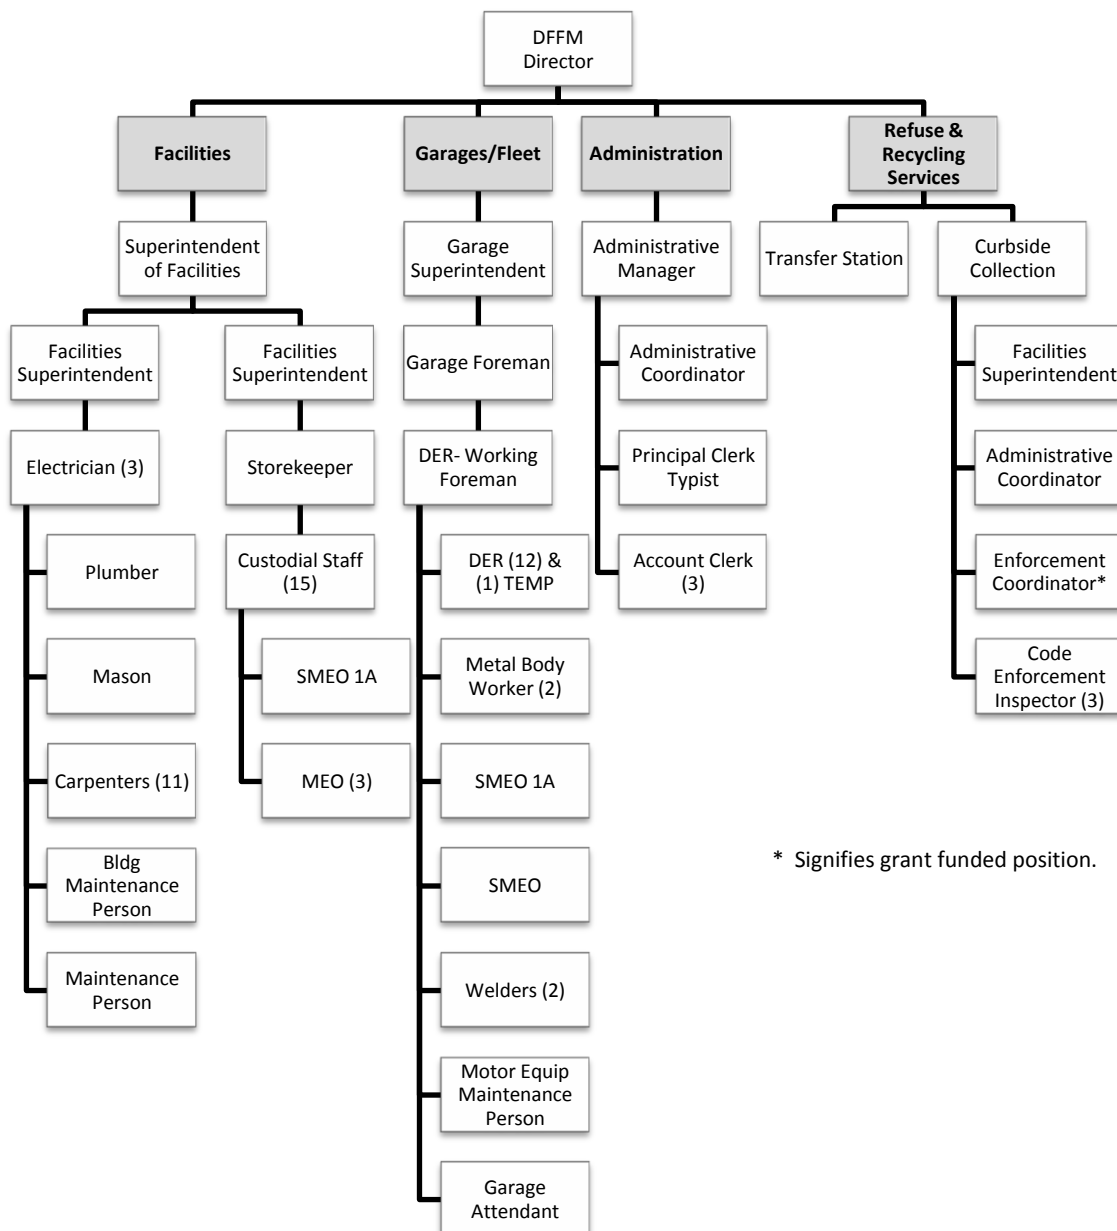 DFFM
Director
Facilities
Garages/Fleet
Administration
Refuse &
Recycling
Services
Superintendent
of Facilities
Garage
Superintendent
Administrative
Manager
Transfer Station
Curbside
Collection
Facilities
Superintendent
Facilities
Superintendent
Garage Foreman
Administrative
Coordinator
Facilities
Superintendent
Electrician (3)
Storekeeper
DER- Working
Foreman
Principal Clerk
Typist
Administrative
Coordinator
Plumber
Custodial Staff
(15)
DER (12) &
(1) TEMP
Account Clerk
(3)
Enforcement
Coordinator*
Mason
SMEO 1A
Metal Body
Worker (2)
Code
Enforcement
Inspector (3)
Carpenters (11)
MEO (3)
SMEO 1A
* Signifies grant funded position.
Bldg
Maintenance
Person
SMEO
Maintenance
Person
Welders (2)
Motor Equip
Maintenance
Person
Garage
Attendant